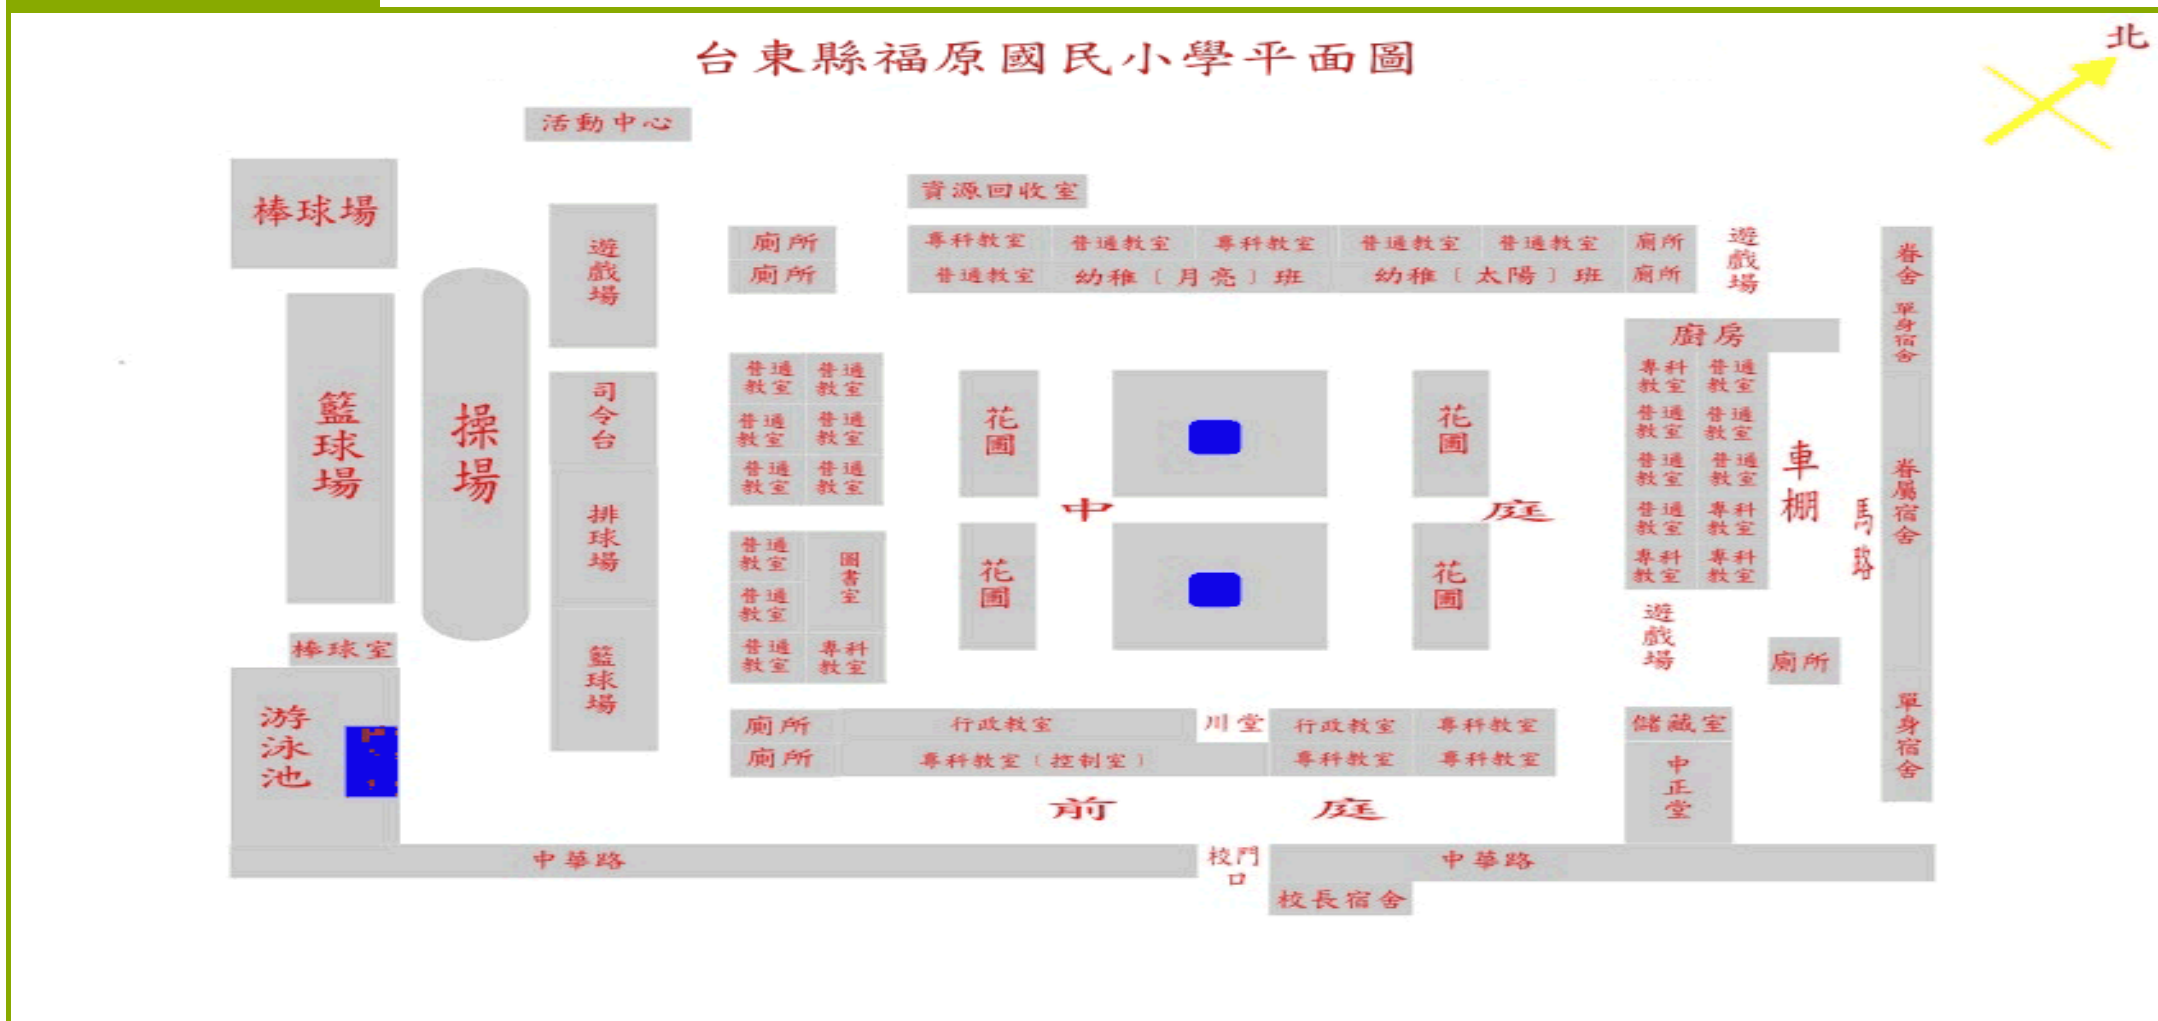 台東縣福原國民小學平面圖
北
活動中心
棒球場
資源回收室
遊戲場
廁所
廁所
專科教室 普通教室 專科教室 普通教室 普通教室 廁所
普通教室 幼稚〔月亮〕班 幼稚〔太陽〕班 廁所
遊戲場
眷舍
單身宿舍
眷屬宿舍
單身宿舍
籃球場
操場
司令台
排球場
籃球場
普通教室 普通教室
普通教室 普通教室
普通教室 普通教室
普通教室 圖書室
普通教室
普通教室 專科教室
花圃
花圃
中庭
花圃
花圃
廚房
專科教室 普通教室
普通教室 普通教室
普通教室 普通教室
普通教室 專科教室
專科教室 專科教室
車棚
馬路
遊戲場
廁所
棒球室
游泳池
廁所 行政教室 川堂 行政教室 專科教室
廁所 專科教室〔控制室〕 專科教室 專科教室
儲藏室
中正堂
前庭
中華路
校門口
中華路
校長宿舍